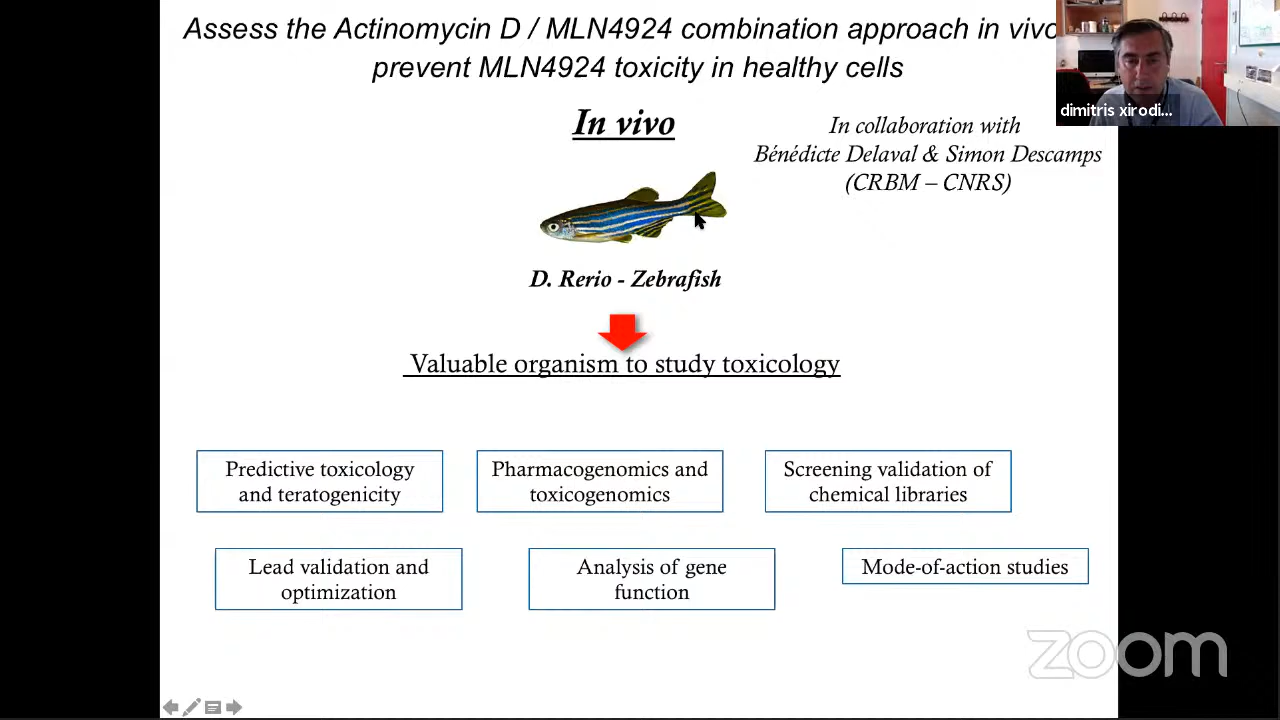 Assess the Actinomycin D / MLN4924 combination approach in vivo
prevent MLN4924 toxicity in healthy cells
dimitris xirodi...
In vivo
In collaboration with
Bénédicte Delaval & Simon Descamps
(CRBM – CNRS)
D. Rerio - Zebrafish
Valuable organism to study toxicology
Predictive toxicology
and teratogenicity
Pharmacogenomics and
toxicogenomics
Screening validation of
chemical libraries
Lead validation and
optimization
Analysis of gene
function
Mode-of-action studies
zoom